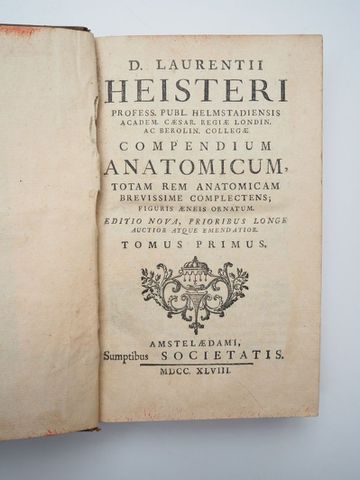 D. LAURENTII
HEISTERI
PROFESS. PUBL. HELMSTADIENSIS
ACADEM. CÆSAR. REGIÆ LONDIN.
AC BEROLIN. COLLEGÆ
COMPENDIUM
ANATOMICUM,
TOTAM REM ANATOMICAM
BREVISSIME COMPLECTENS;
FIGURIS ÆNEIS ORNATUM.
EDITIO NOVA, PRIORIBUS LONGE
AUCTIOR ATQUE EMENDATIOR.
TOMUS PRIMUS.
AMSTELÆDAMI,
Sumptibus SOCIETATIS.
MDCC. XLVIII.